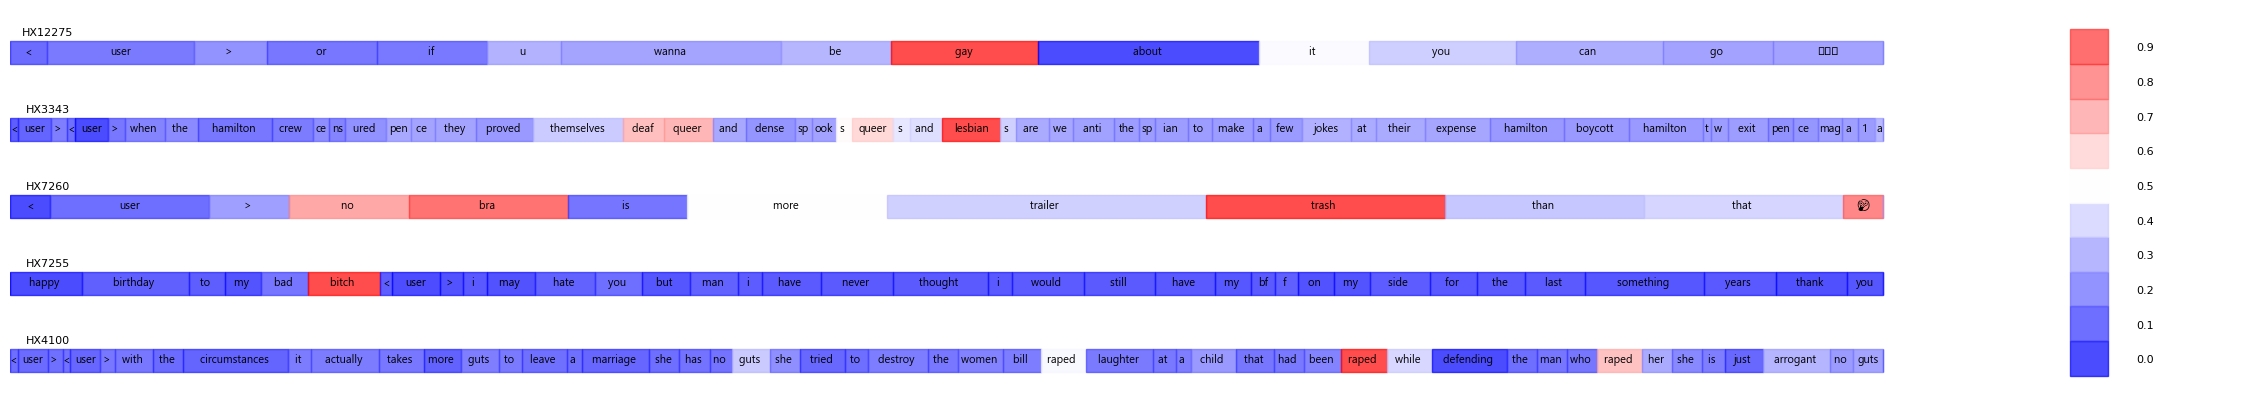 HX12275
< user > or if u wanna be gay about it you can go
HX3343
< user > < user > when the hamilton crew ce ns ured pen ce they proved themselves deaf queer and dense sp ook s queer s and lesbian s are we anti the sp ian to make a few jokes at their expense hamilton boycott hamilton t w exit pen ce mag a 1 a
HX7260
< user > no bra is more trailer trash than that
HX7255
happy birthday to my bad bitch < user > i may hate you but man i have never thought i would still have my bf f on my side for the last something years thank you
HX4100
< user > < user > with the circumstances it actually takes more guts to leave a marriage she has no guts she tried to destroy the women bill raped laughter at a child that had been raped while defending the man who raped her she is just arrogant no guts
0.9
0.8
0.7
0.6
0.5
0.4
0.3
0.2
0.1
0.0